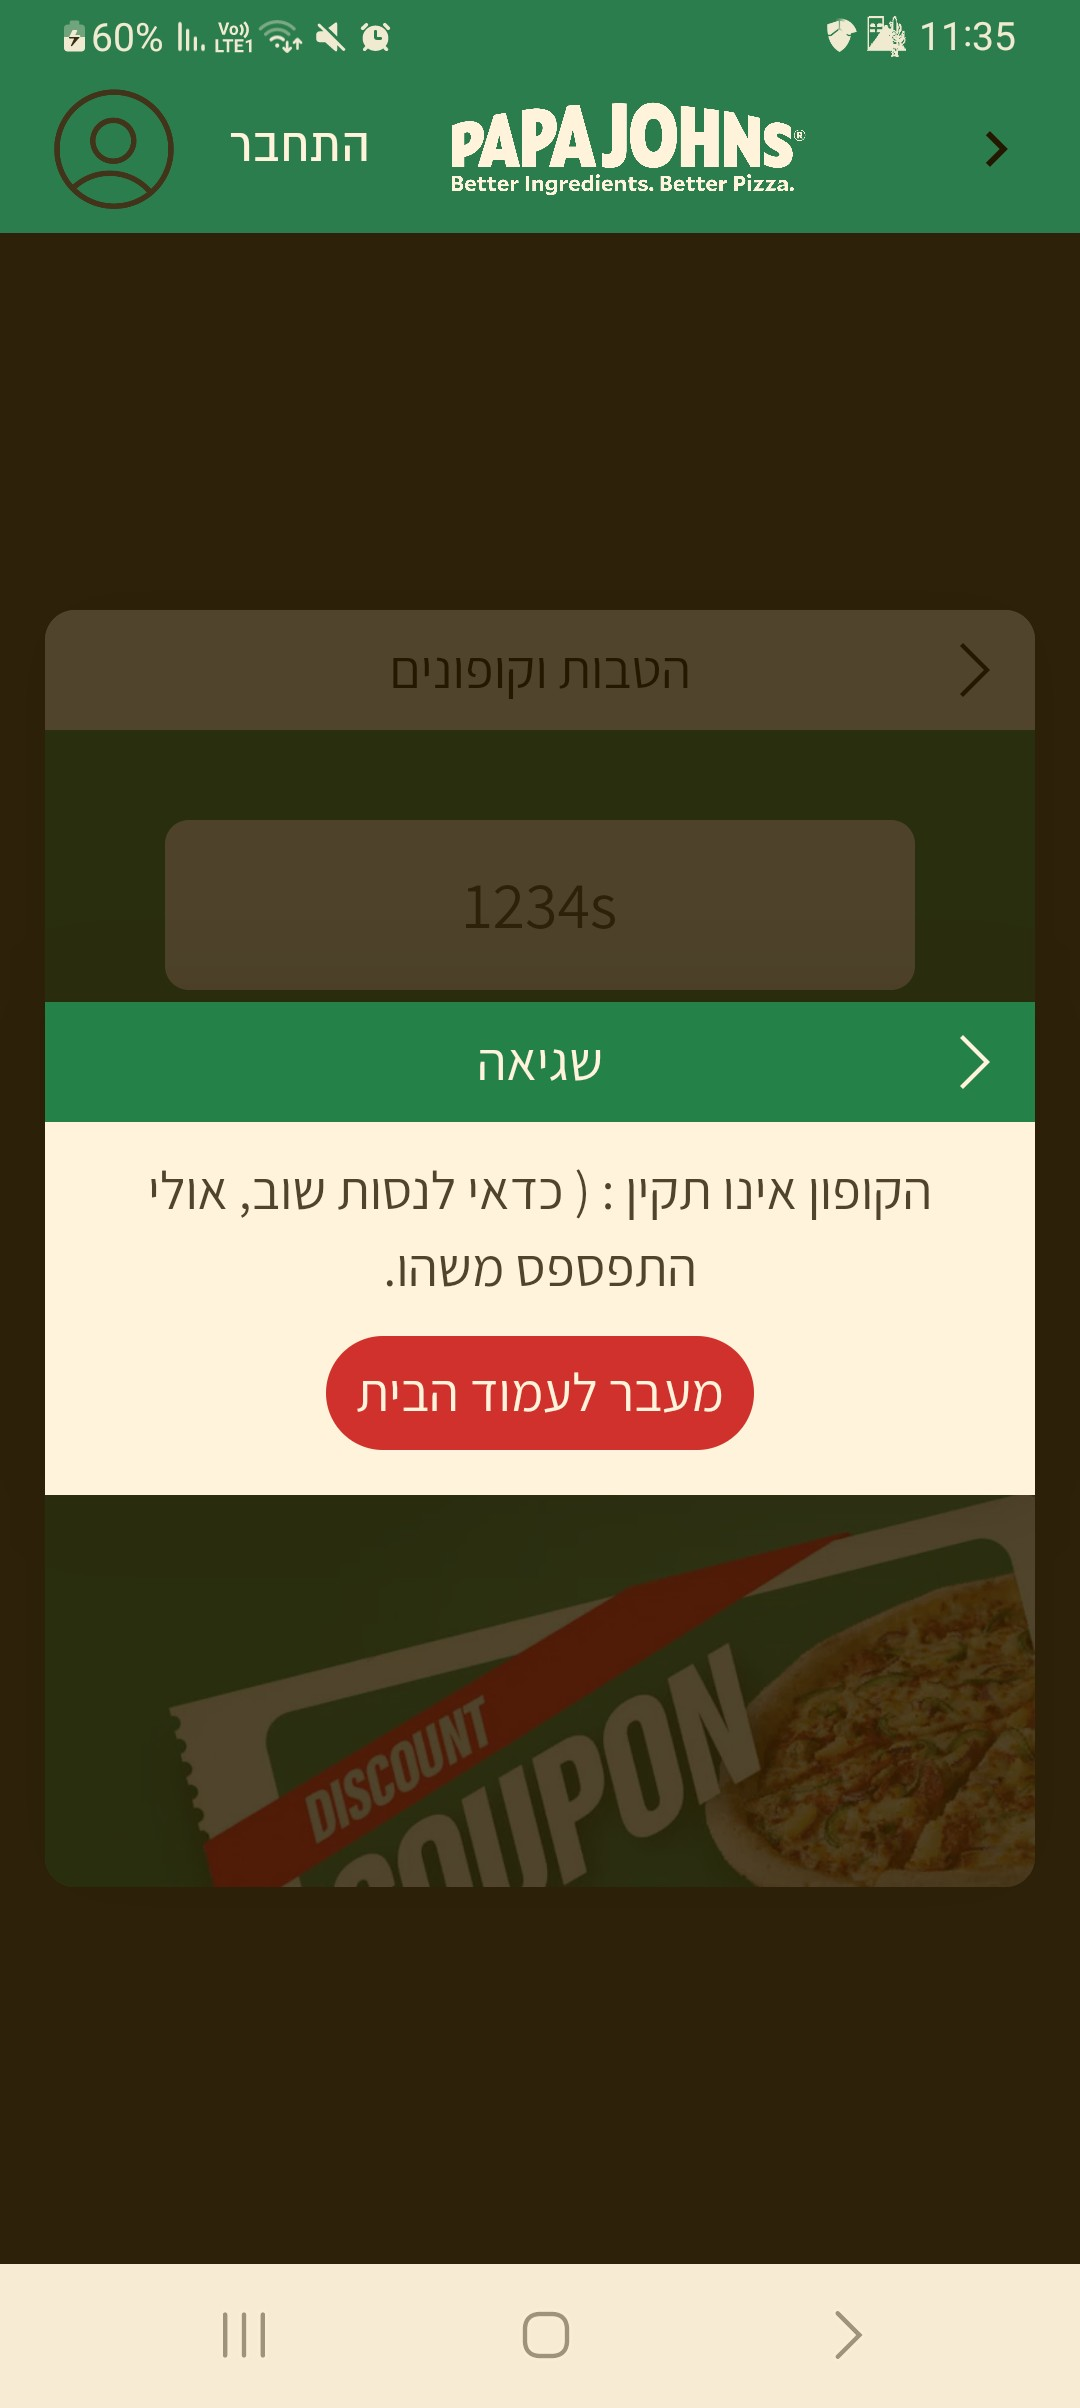 60% Vo)) LTE1 11:35
התחבר
PAPA JOHNS®
Better Ingredients. Better Pizza.
הטבות וקופונים
1234s
שגיאה
הקופון אינו תקין : ( כדאי לנסות שוב, אולי
התפספס משהו.
מעבר לעמוד הבית
DISCOUNT
COUPON